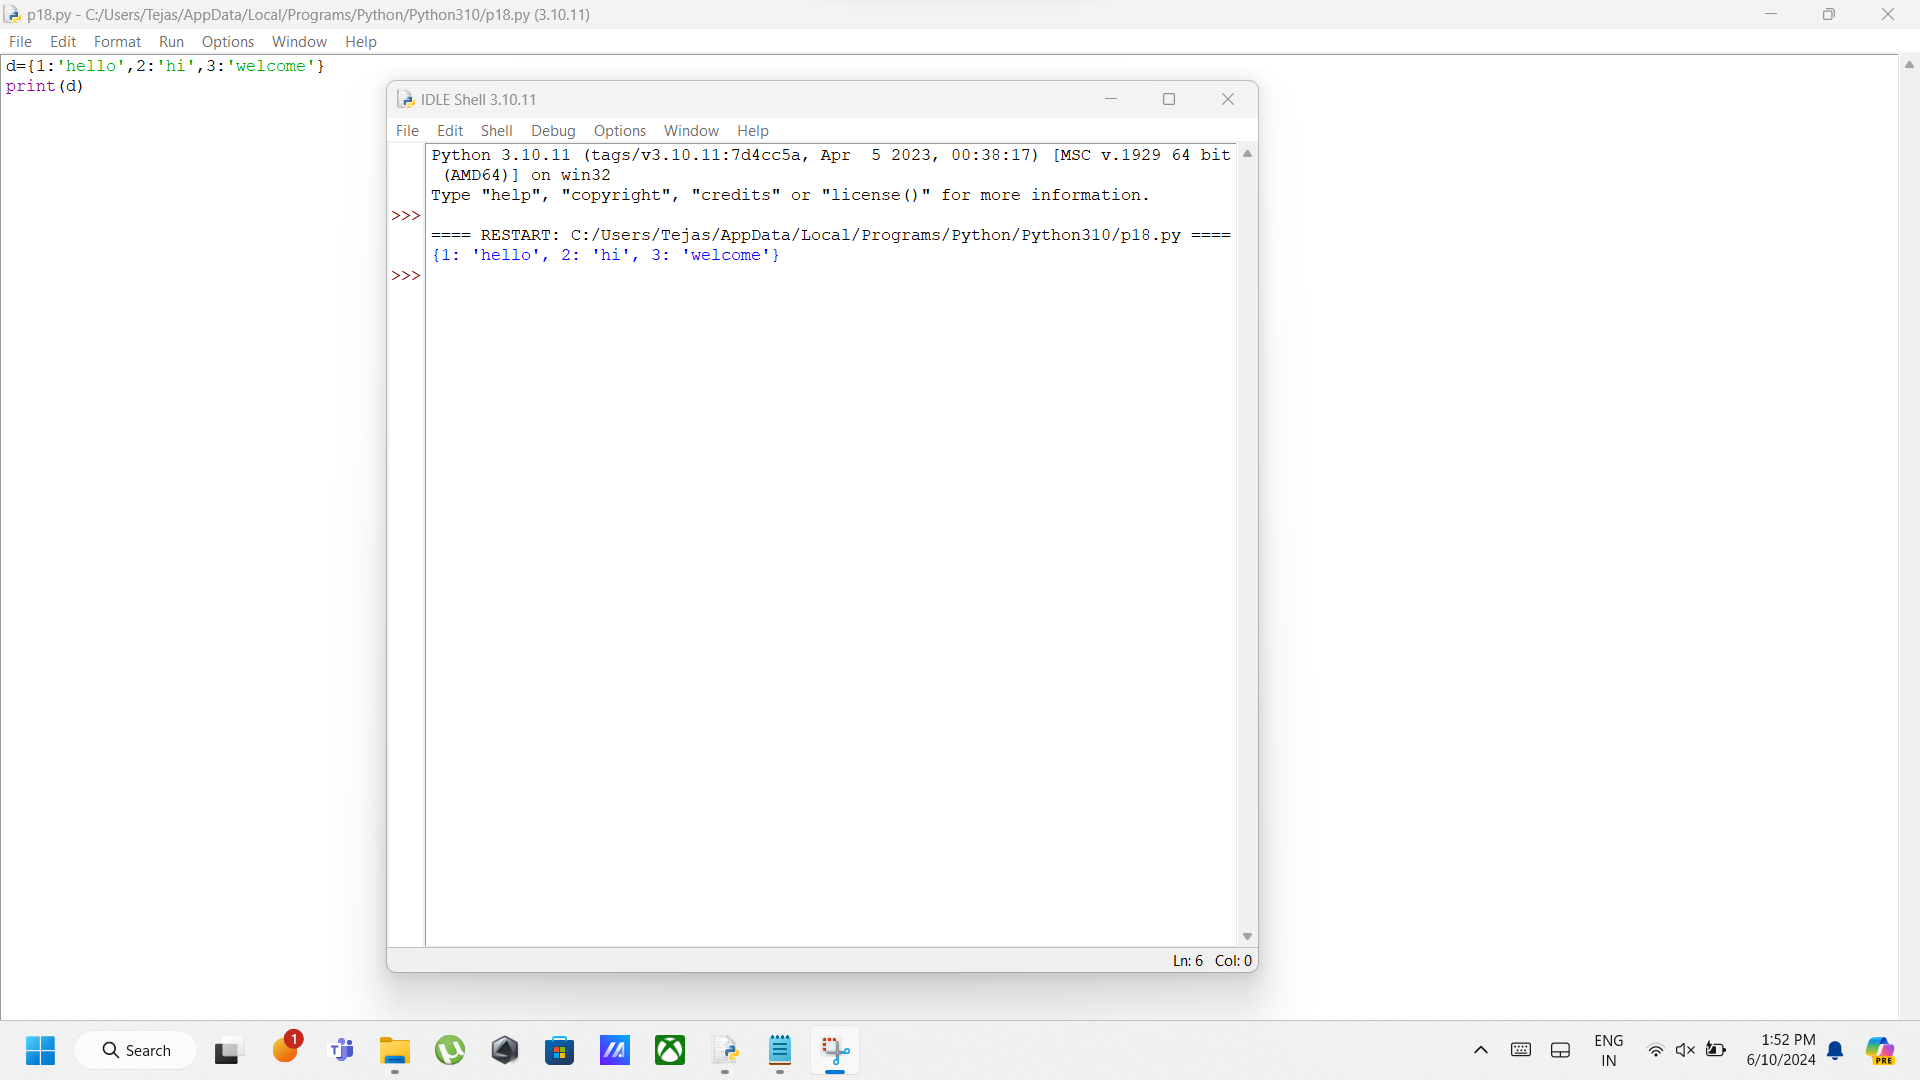 p18.py - C:/Users/Tejas/AppData/Local/Programs/Python/Python310/p18.py (3.10.11)
File Edit Format Run Options Window Help
d={1:'hello',2:'hi',3:'welcome'}
print(d)
IDLE Shell 3.10.11
File Edit Shell Debug Options Window Help
Python 3.10.11 (tags/v3.10.11:7d4cc5a, Apr  5 2023, 00:38:17) [MSC v.1929 64 bit
(AMD64)] on win32
Type "help", "copyright", "credits" or "license()" for more information.
>>>
==== RESTART: C:/Users/Tejas/AppData/Local/Programs/Python/Python310/p18.py ====
{1: 'hello', 2: 'hi', 3: 'welcome'}
>>>
Ln: 6 Col: 0
Search
1
ENG
IN
1:52 PM
6/10/2024
PRE